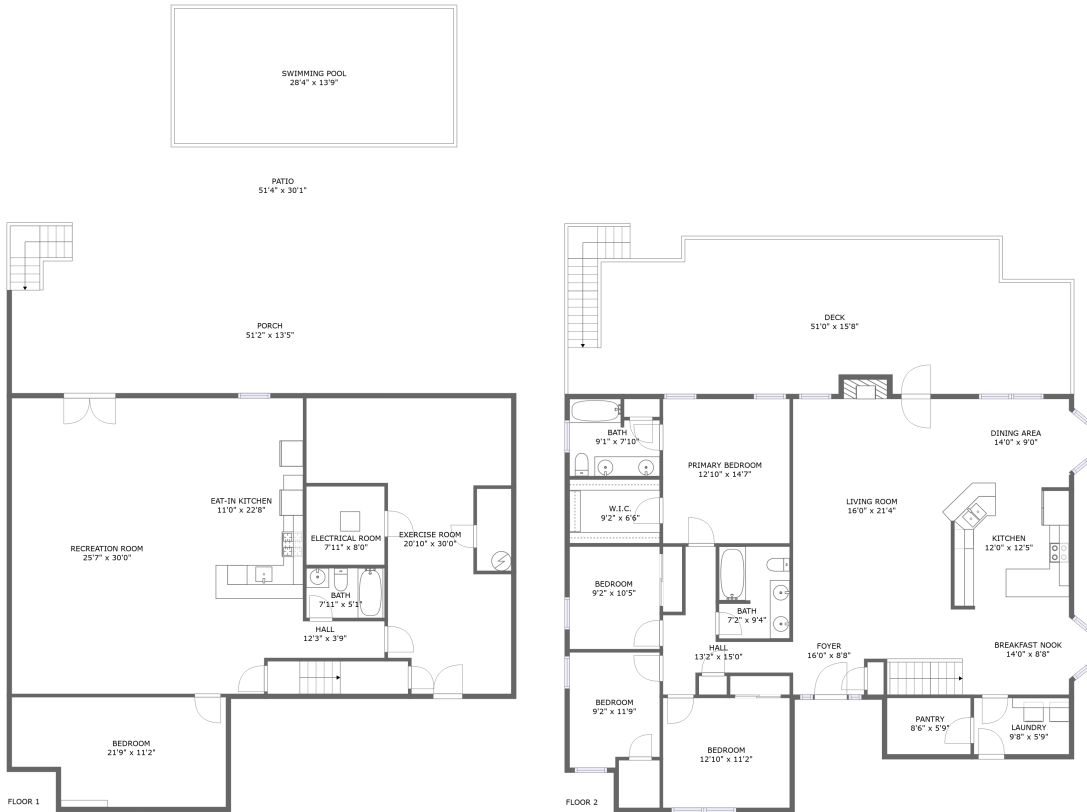 SWIMMING POOL
28'4" x 13'9"
PATIO
51'4" x 30'1"
PORCH
51'2" x 13'5"
EAT-IN KITCHEN
11'0" x 22'8"
RECREATION ROOM
25'7" x 30'0"
ELECTRICAL ROOM
7'11" x 8'0"
EXERCISE ROOM
20'10" x 30'0"
BATH
7'11" x 5'1"
HALL
12'3" x 3'9"
BEDROOM
21'9" x 11'2"
FLOOR 1
DECK
51'0" x 15'8"
BATH
9'1" x 7'10"
PRIMARY BEDROOM
12'10" x 14'7"
W.I.C.
9'2" x 6'6"
LIVING ROOM
16'0" x 21'4"
DINING AREA
14'0" x 9'0"
KITCHEN
12'0" x 12'5"
BEDROOM
9'2" x 10'5"
BATH
7'2" x 9'4"
HALL
13'2" x 15'0"
FOYER
16'0" x 8'8"
BREAKFAST NOOK
14'0" x 8'8"
BEDROOM
9'2" x 11'9"
BEDROOM
12'10" x 11'2"
PANTRY
8'6" x 5'9"
LAUNDRY
9'8" x 5'9"
FLOOR 2